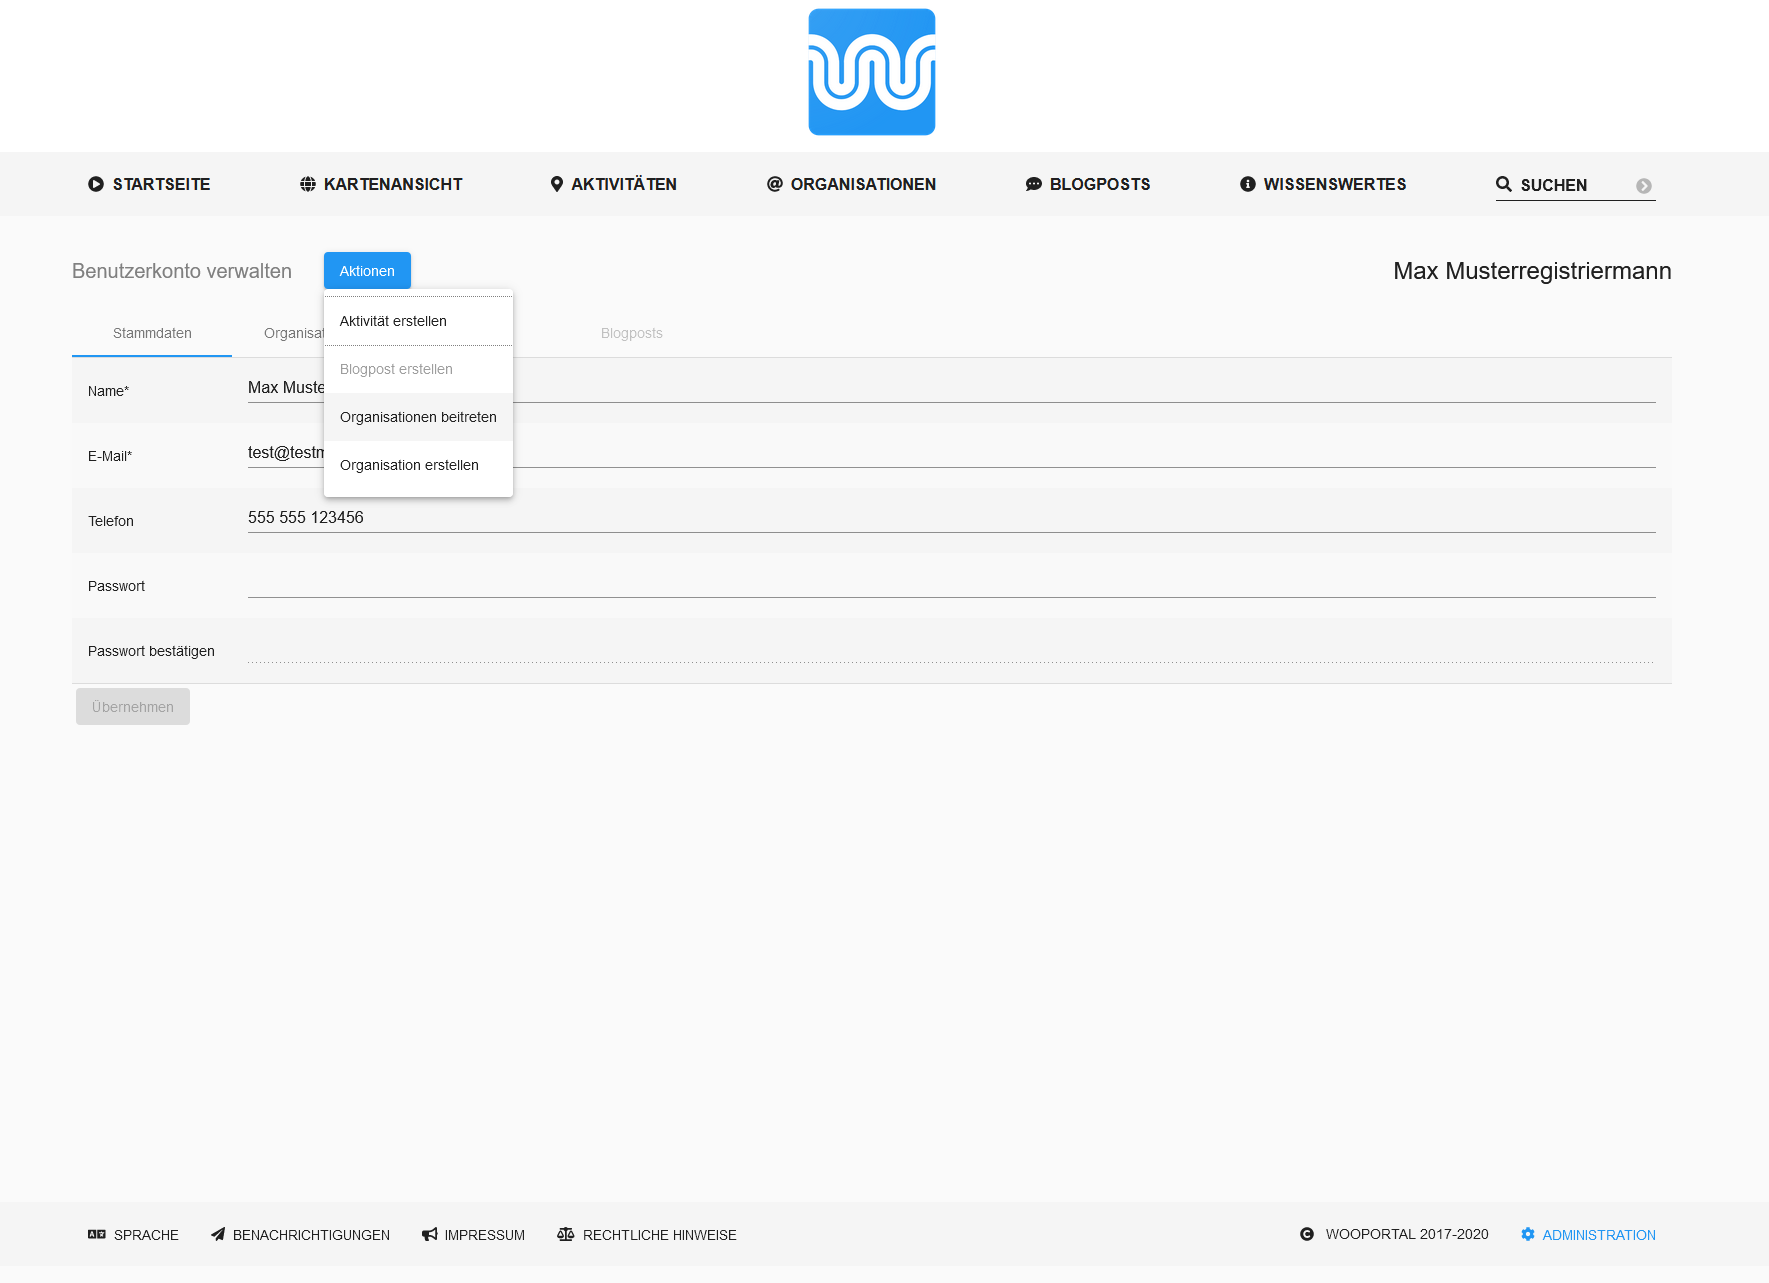 STARTSEITE KARTENANSICHT AKTIVITÄTEN ORGANISATIONEN BLOGPOSTS WISSENSWERTES SUCHEN
Benutzerkonto verwalten Aktionen Max Musterregistriermann
Stammdaten Organisat Blogposts
Aktivität erstellen
Blogpost erstellen
Organisationen beitreten
Organisation erstellen
Name* Max Muste
E-Mail* test@testm
Telefon 555 555 123456
Passwort
Passwort bestätigen
Übernehmen
SPRACHE BENACHRICHTIGUNGEN IMPRESSUM RECHTLICHE HINWEISE WOOPORTAL 2017-2020 ADMINISTRATION